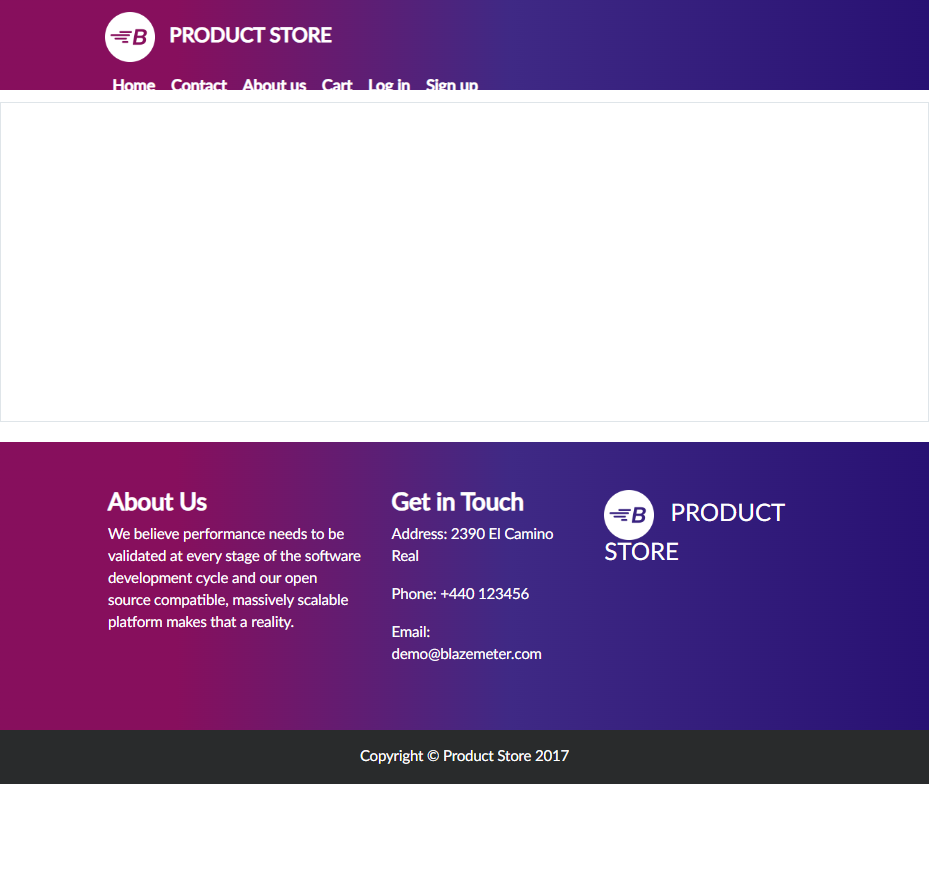 B PRODUCT STORE
Home Contact About us Cart Log in Sign up
About Us
We believe performance needs to be
validated at every stage of the software
development cycle and our open
source compatible, massively scalable
platform makes that a reality.
Get in Touch
Address: 2390 El Camino
Real
Phone: +440 123456
Email:
demo@blazemeter.com
B PRODUCT
STORE
Copyright © Product Store 2017